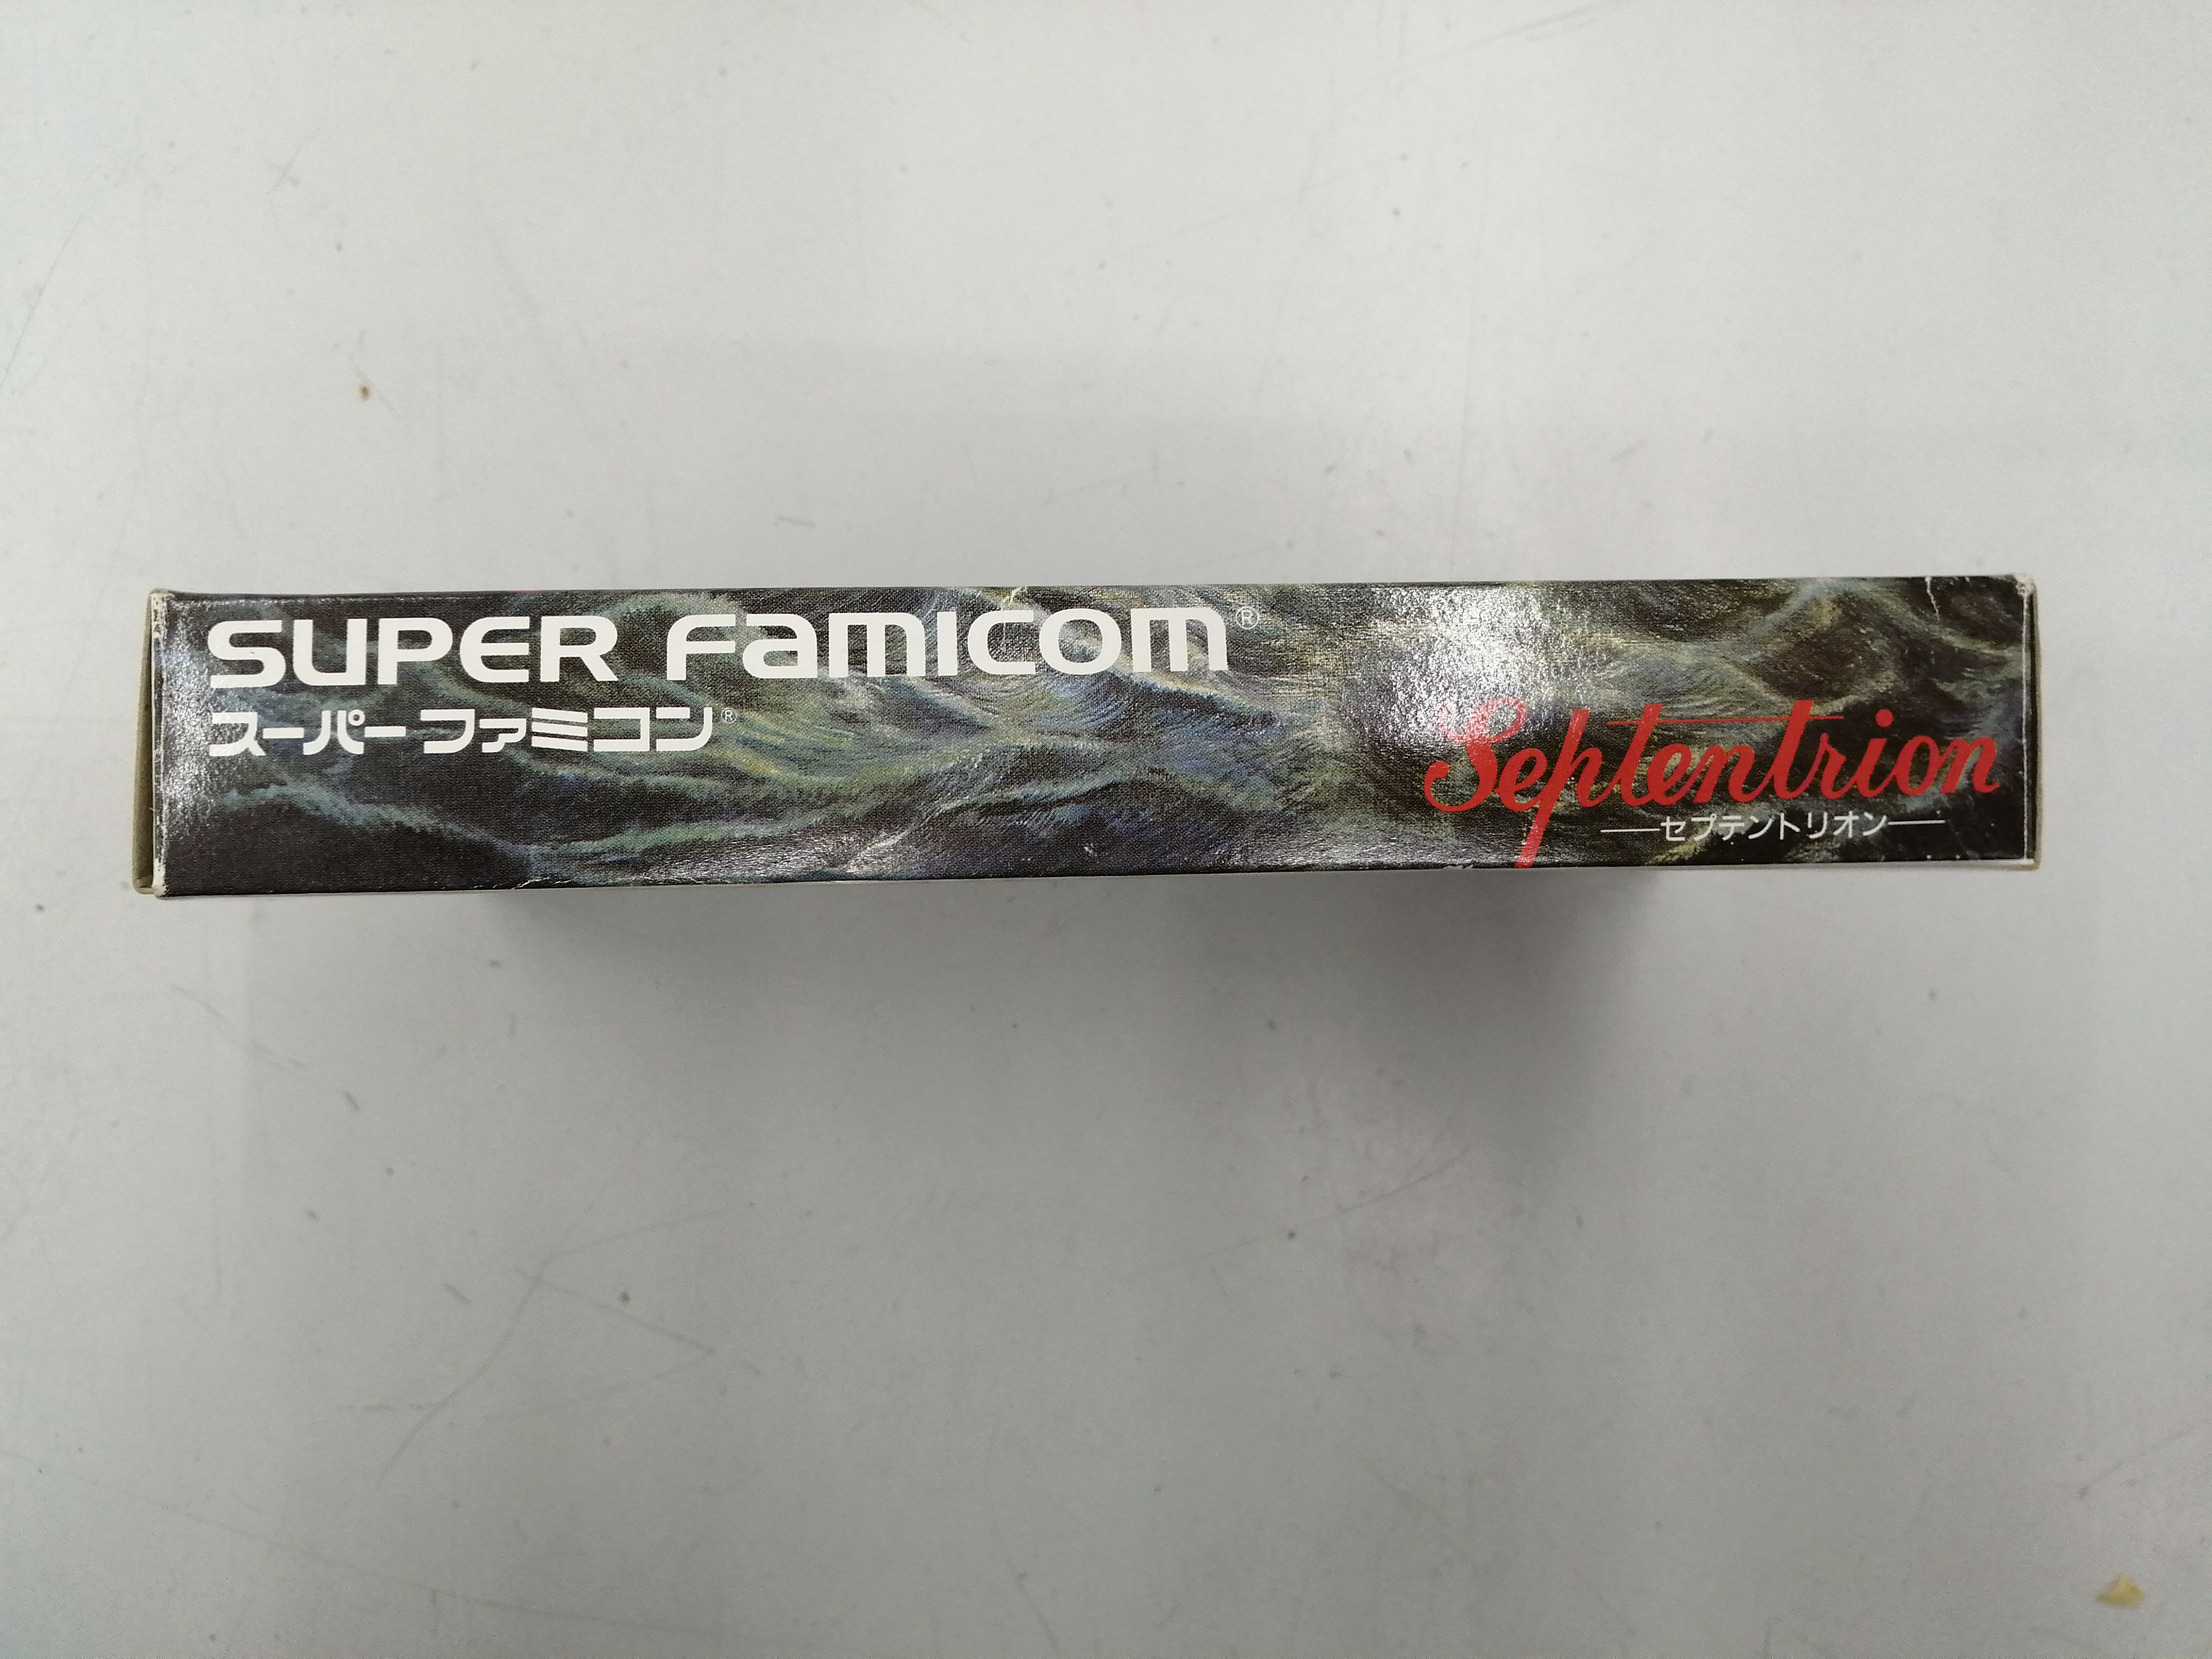 SUPER FAMICOM®
スーパーファミコン®
Septentrion
セプテントリオン